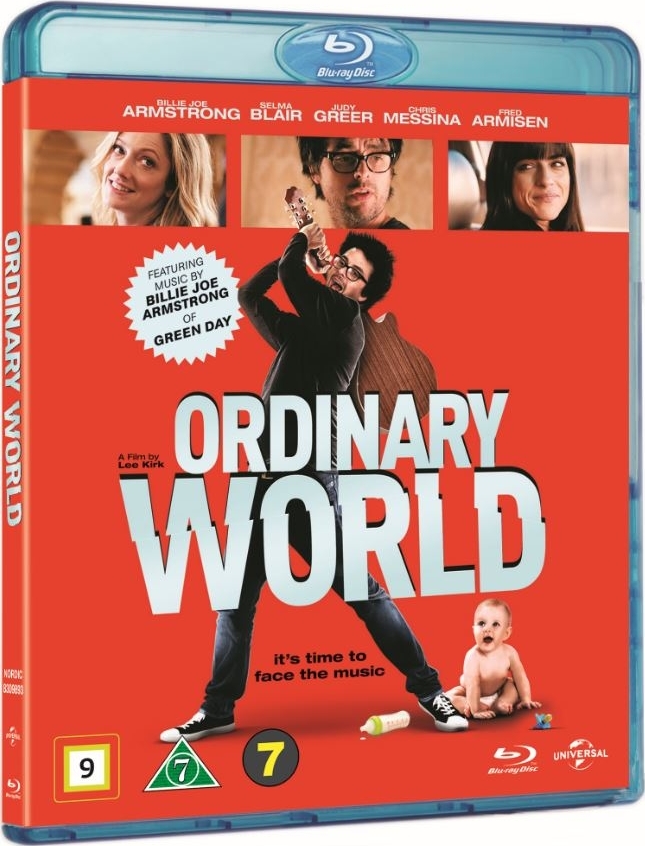 Blu-ray Disc
BILLIE JOE ARMSTRONG SELMA BLAIR JUDY GREER CHRIS MESSINA FRED ARMISEN
FEATURING
MUSIC BY
BILLIE JOE
ARMSTRONG
OF
GREEN DAY
A Film by
Lee Kirk
ORDINARY
WORLD
it's time to
face the music
9
7
7
Blu-ray Disc
UNIVERSAL
ORDINARY WORLD
NORDIC
UNIVERSAL